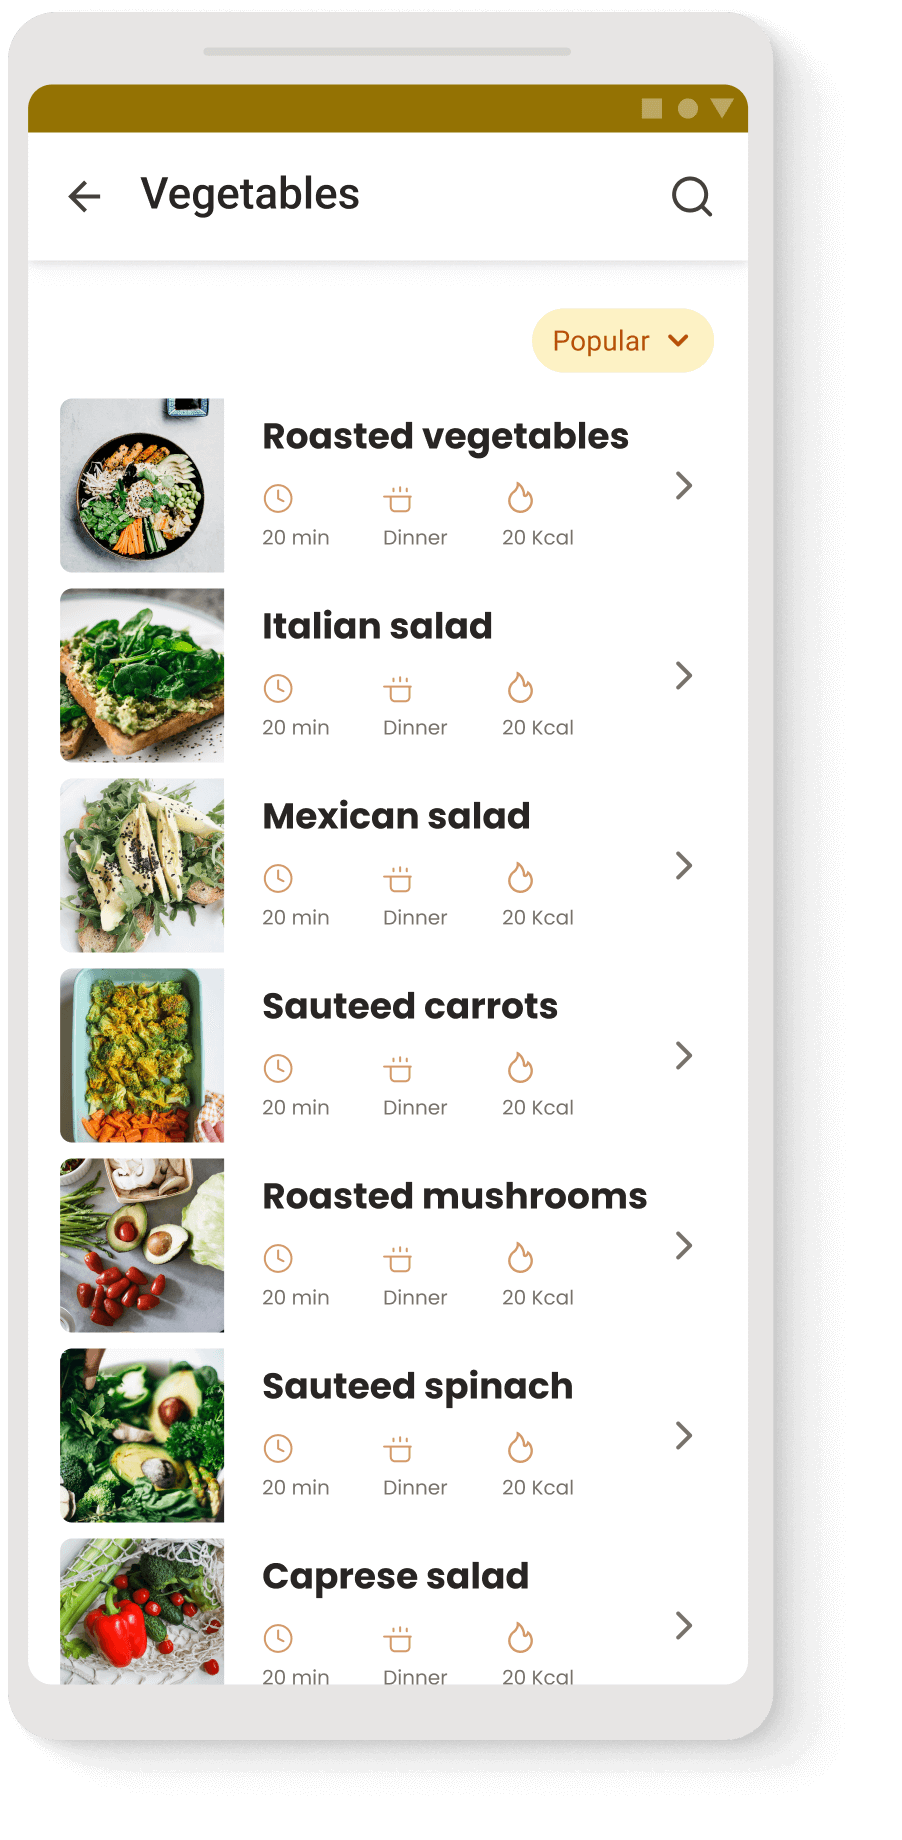 Vegetables
Popular
Roasted vegetables
20 min Dinner 20 Kcal
Italian salad
20 min Dinner 20 Kcal
Mexican salad
20 min Dinner 20 Kcal
Sauteed carrots
20 min Dinner 20 Kcal
Roasted mushrooms
20 min Dinner 20 Kcal
Sauteed spinach
20 min Dinner 20 Kcal
Caprese salad
20 min Dinner 20 Kcal